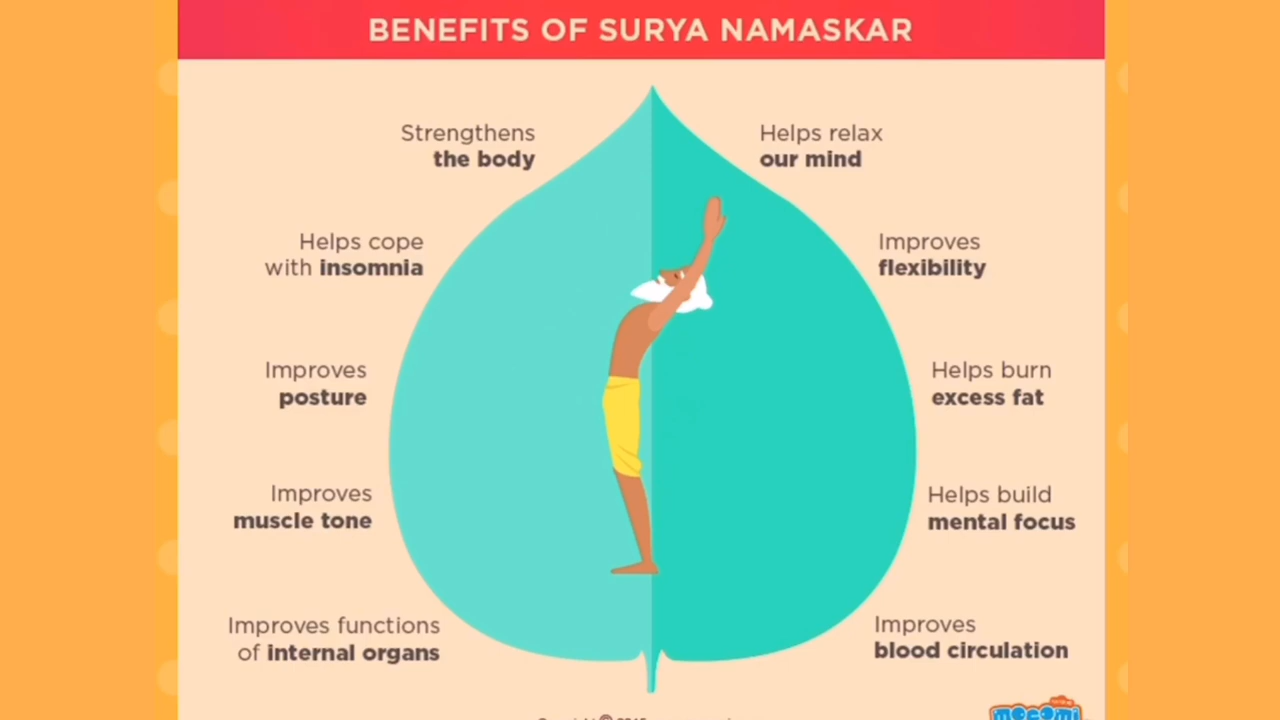 BENEFITS OF SURYA NAMASKAR
Strengthens
the body
Helps cope
with insomnia
Improves
posture
Improves
muscle tone
Improves functions
of internal organs
Helps relax
our mind
Improves
flexibility
Helps burn
excess fat
Helps build
mental focus
Improves
blood circulation
mocomi